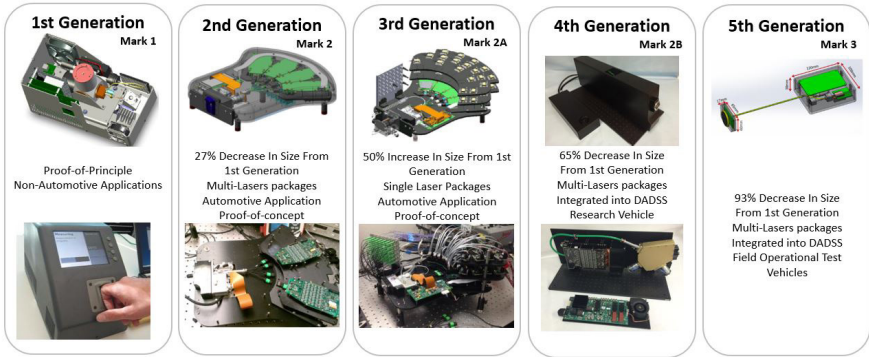 1st Generation
Mark 1
Proof-of-Principle
Non-Automotive Applications
2nd Generation
Mark 2
27% Decrease In Size From
1st Generation
Multi-Lasers packages
Automotive Application
Proof-of-concept
3rd Generation
Mark 2A
50% Increase In Size From 1st
Generation
Single Laser Packages
Automotive Application
Proof-of-concept
4th Generation
Mark 2B
65% Decrease In Size
From 1st Generation
Multi-Lasers packages
Integrated into DADSS
Research Vehicle
5th Generation
Mark 3
93% Decrease In Size
From 1st Generation
Multi-Lasers packages
Integrated into DADSS
Field Operational Test
Vehicles